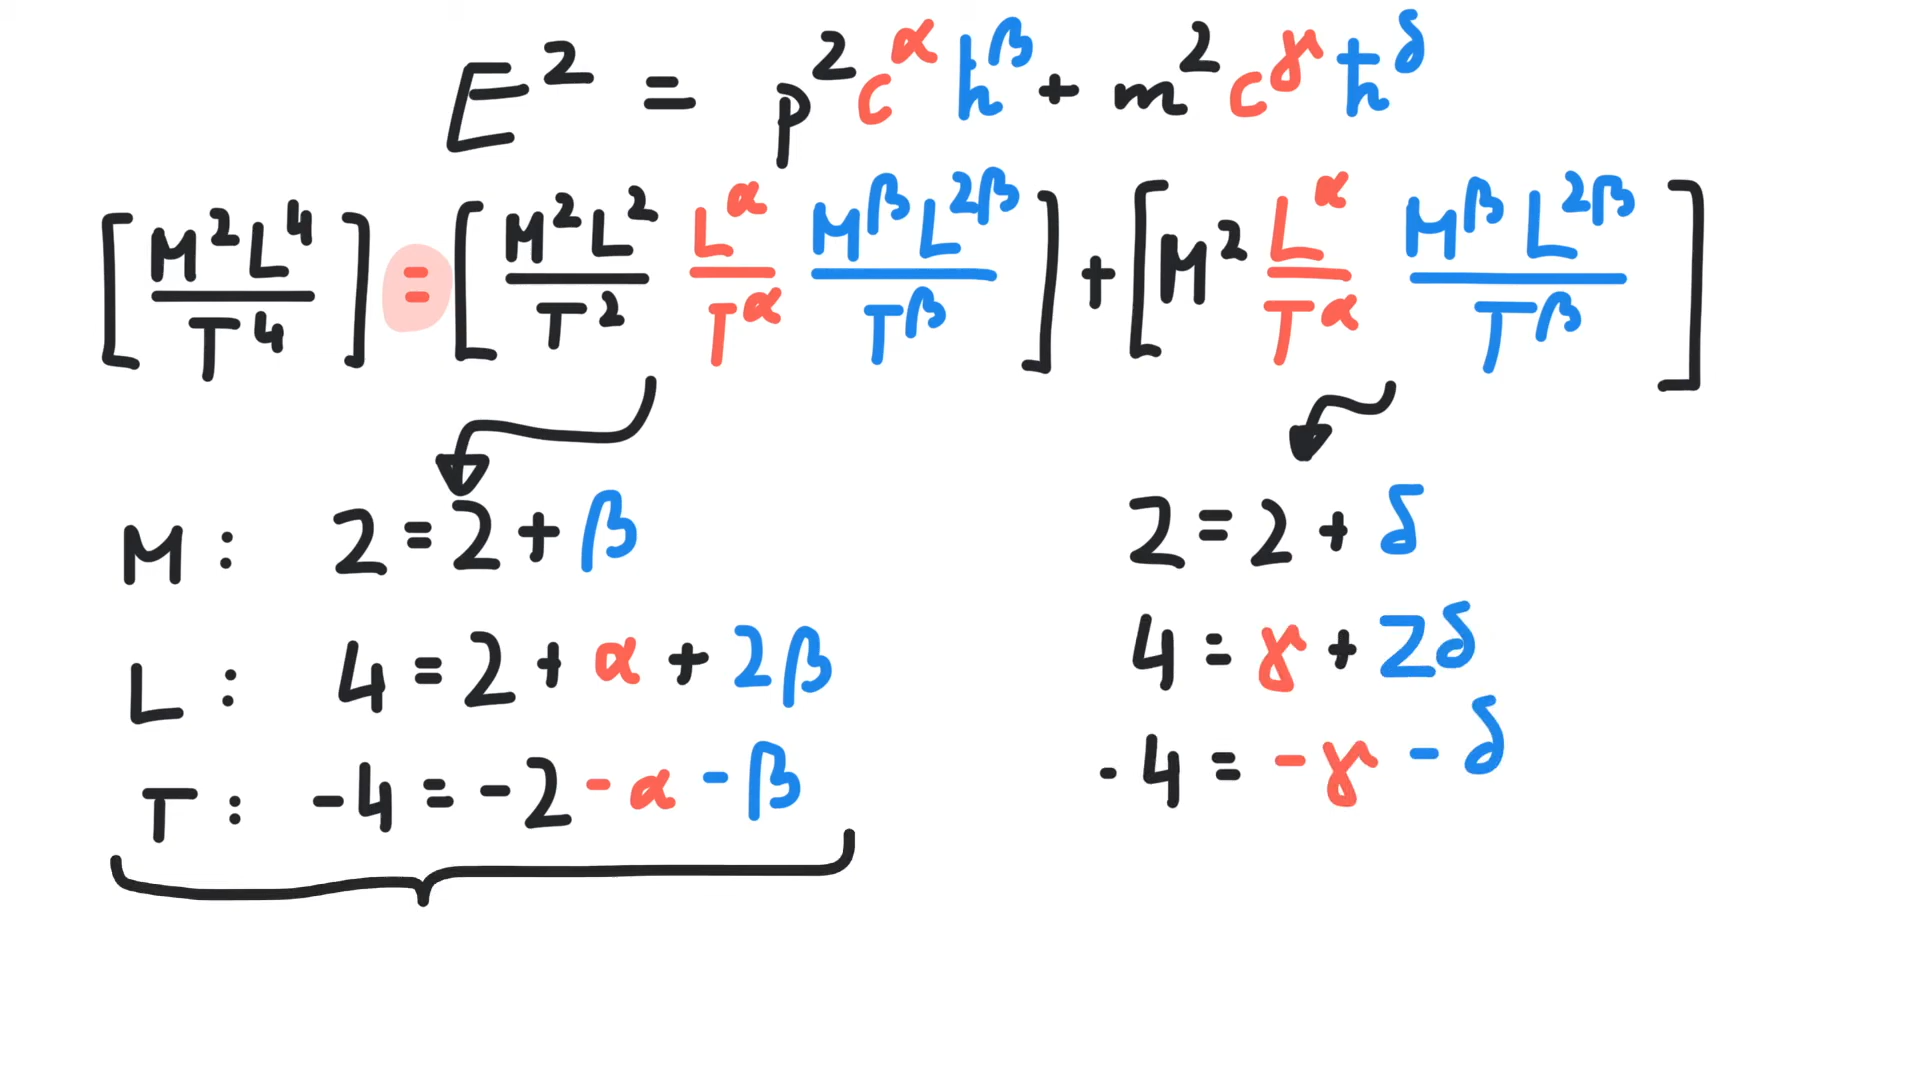 E² = p²c^α ħ^β + m²c^γ ħ^δ
[M²L⁴/T⁴] = [M²L²/T² L^α/T^α M^βL^2β/T^β] + [M² L^α/T^α M^βL^2β/T^β]
M : 2 = 2 + β 2 = 2 + δ
L : 4 = 2 + α + 2β 4 = γ + 2δ
T : -4 = -2 - α - β -4 = -γ - δ